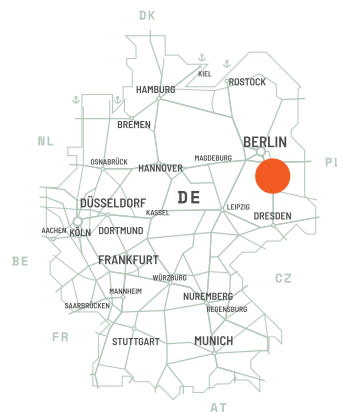 DK
KIEL
ROSTOCK
HAMBURG
BREMEN
NL
BERLIN
OSNABRÜCK
HANNOVER
MAGDEBURG
PL
DE
DÜSSELDORF
KASSEL
LEIPZIG
DRESDEN
AACHEN
KÖLN
DORTMUND
BE
FRANKFURT
CZ
WÜRZBURG
MANNHEIM
NUREMBERG
SAARBRÜCKEN
REGENSBURG
FR
STUTTGART
MUNICH
AT